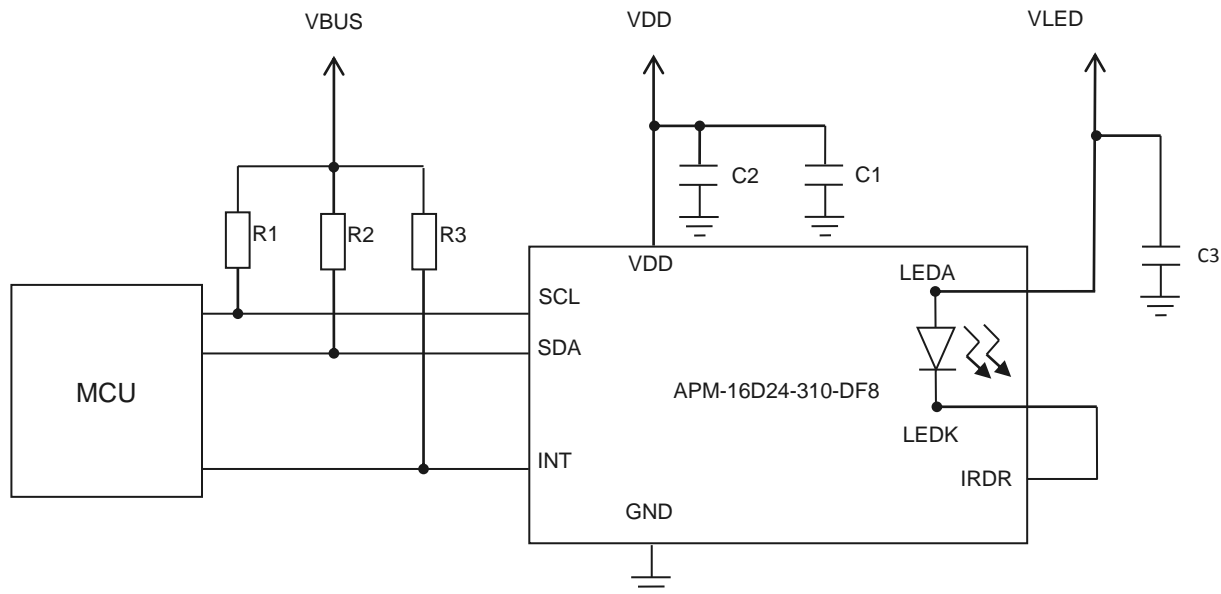 VBUS
VDD
VLED
C2
C1
R1
R2
R3
C3
VDD
LEDA
SCL
SDA
MCU
APM-16D24-310-DF8
LEDK
INT
IRDR
GND